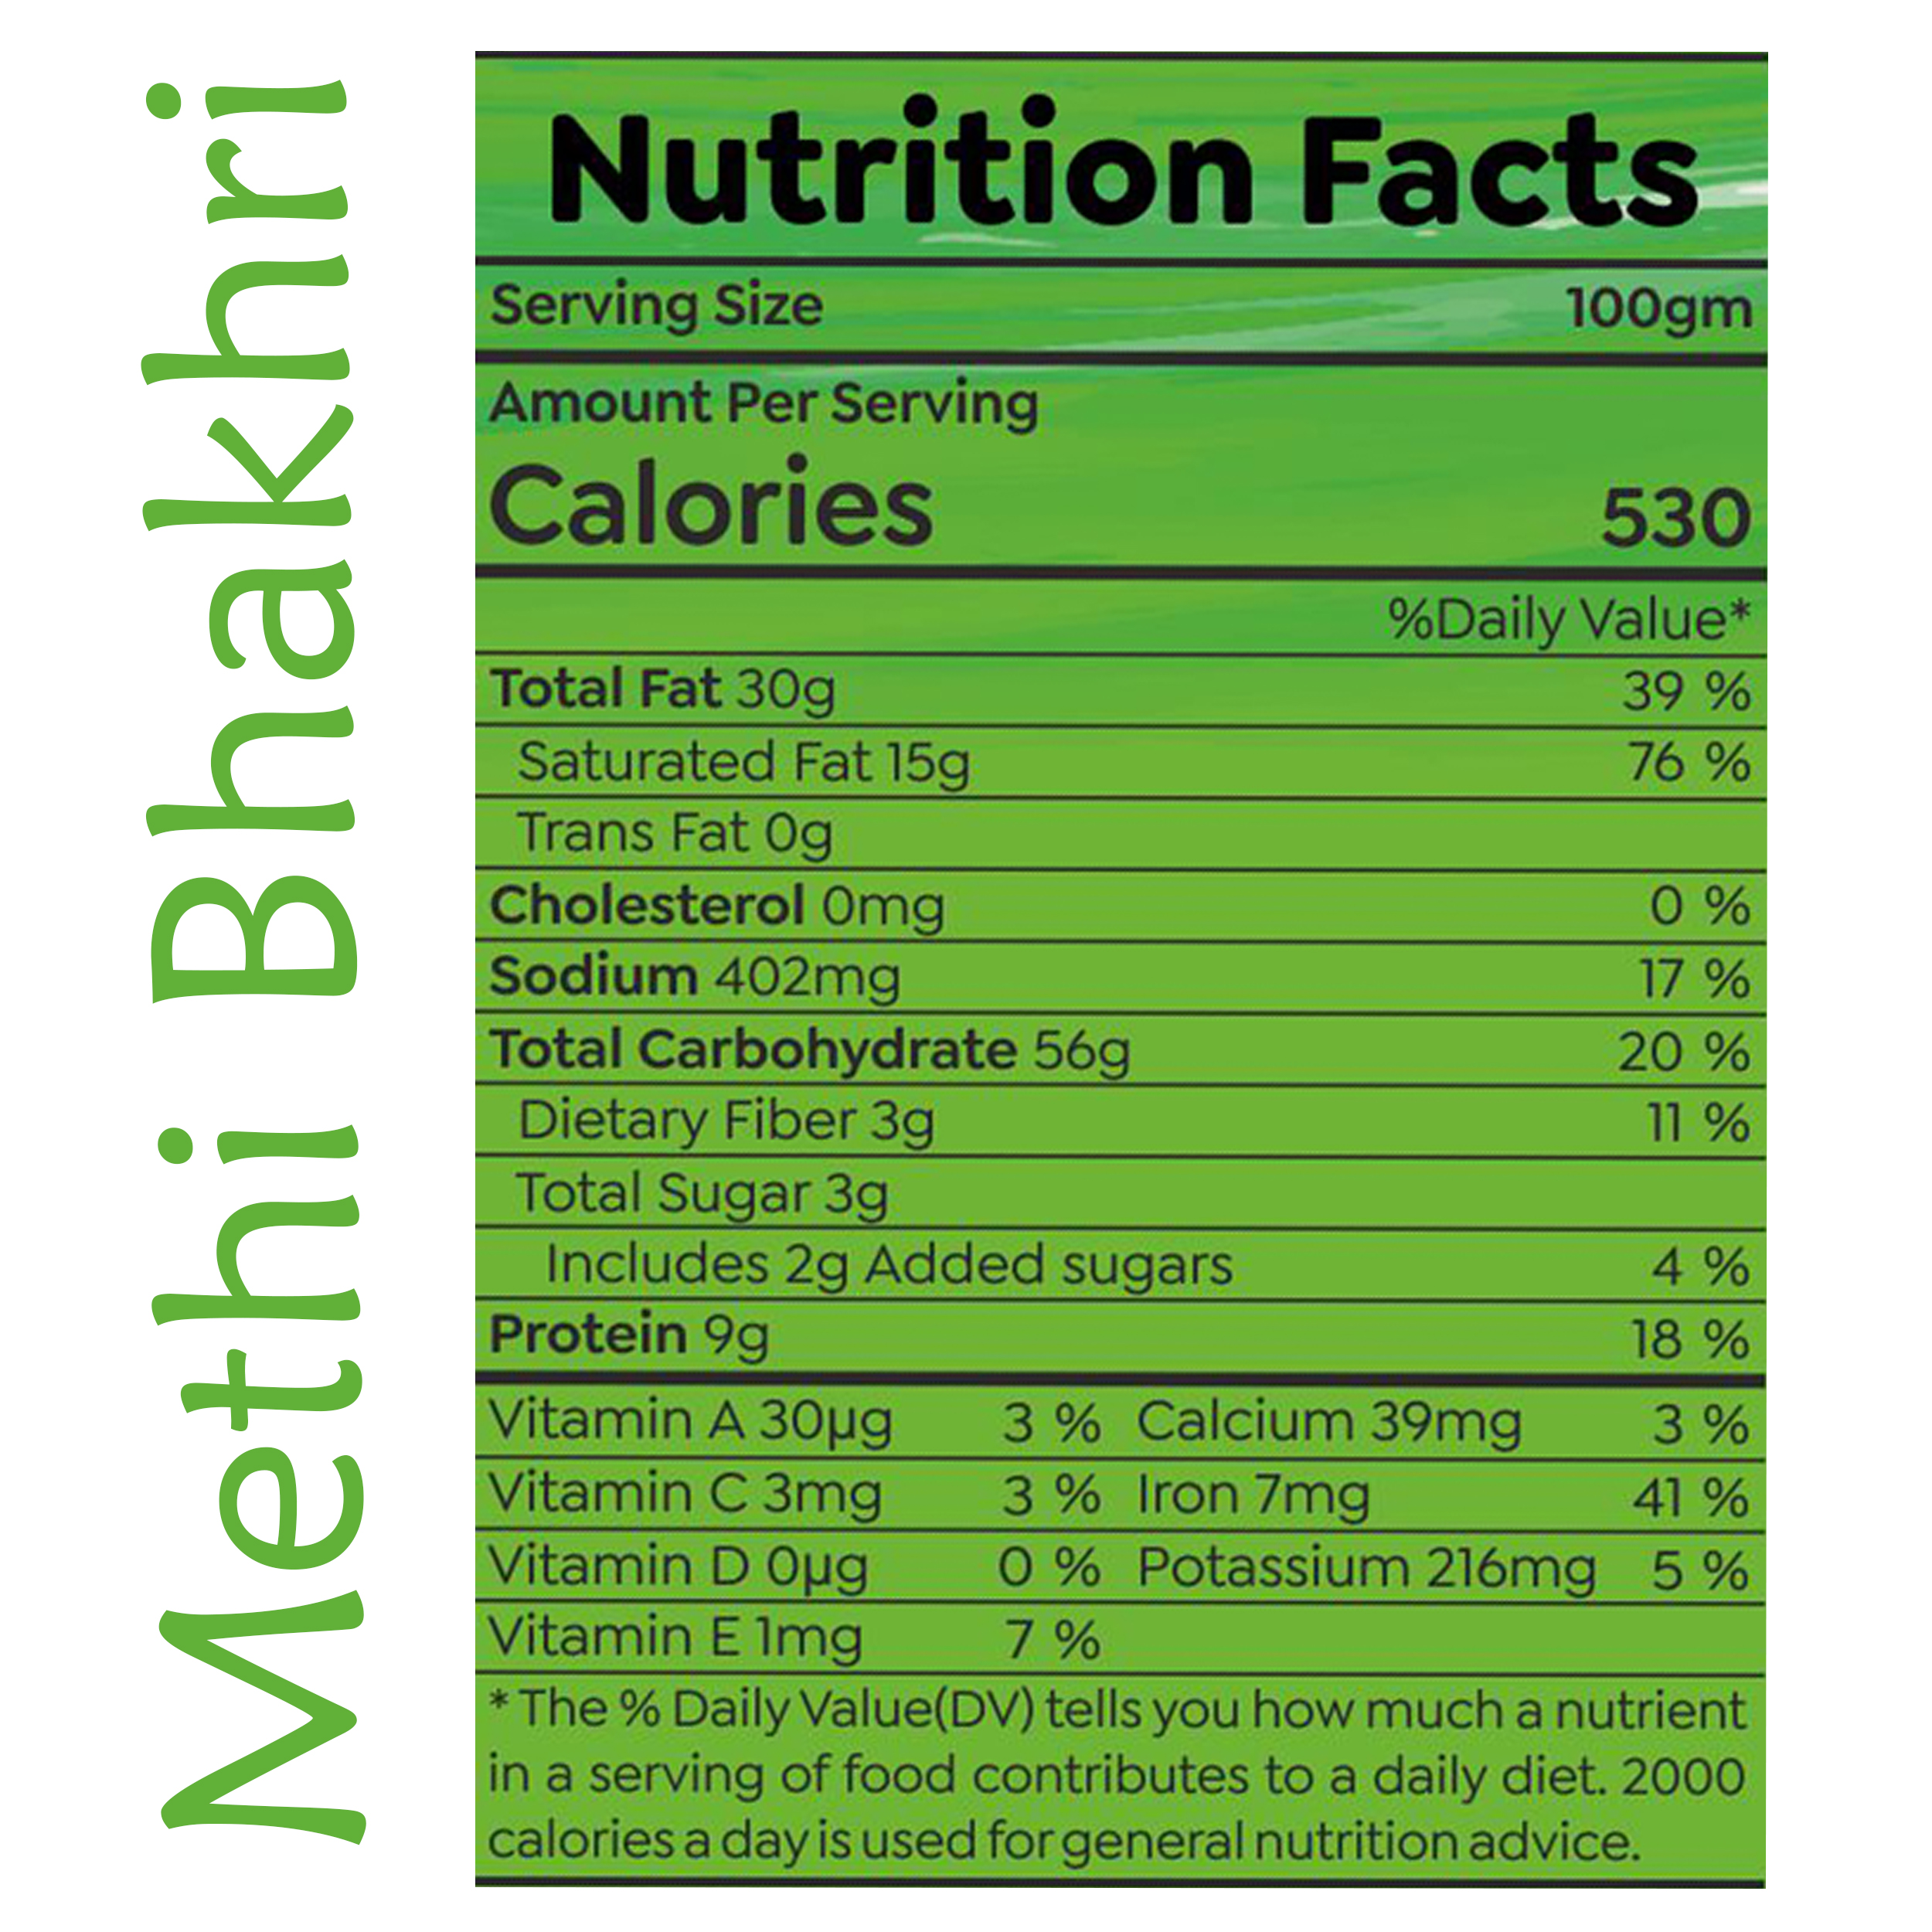 Methi Bhakhri
Nutrition Facts
Serving Size 100gm
Amount Per Serving
Calories 530
%Daily Value*
Total Fat 30g 39 %
Saturated Fat 15g 76 %
Trans Fat 0g
Cholesterol 0mg 0 %
Sodium 402mg 17 %
Total Carbohydrate 56g 20 %
Dietary Fiber 3g 11 %
Total Sugar 3g
Includes 2g Added sugars 4 %
Protein 9g 18 %
Vitamin A 30µg 3 % Calcium 39mg 3 %
Vitamin C 3mg 3 % Iron 7mg 41 %
Vitamin D 0µg 0 % Potassium 216mg 5 %
Vitamin E 1mg 7 %
* The % Daily Value(DV) tells you how much a nutrient
in a serving of food contributes to a daily diet. 2000
calories a day is used for general nutrition advice.